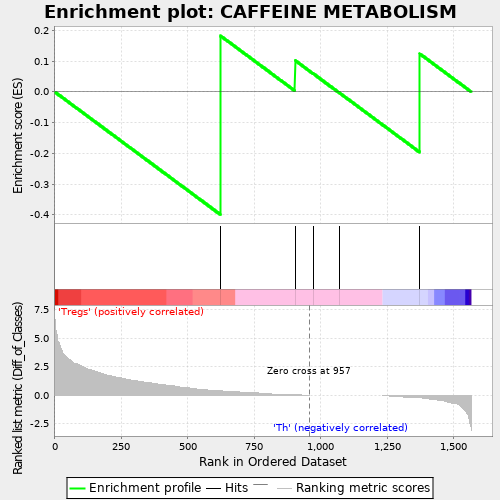 Enrichment plot: CAFFEINE METABOLISM
Enrichment score (ES)
0.2
0.1
0.0
-0.1
-0.2
-0.3
-0.4
Ranked list metric (Diff_of_Classes)
7.5
5.0
2.5
0.0
-2.5
'Tregs' (positively correlated)
Zero cross at 957
'Th' (negatively correlated)
0 250 500 750 1,000 1,250 1,500
Rank in Ordered Dataset
Enrichment profile Hits Ranking metric scores